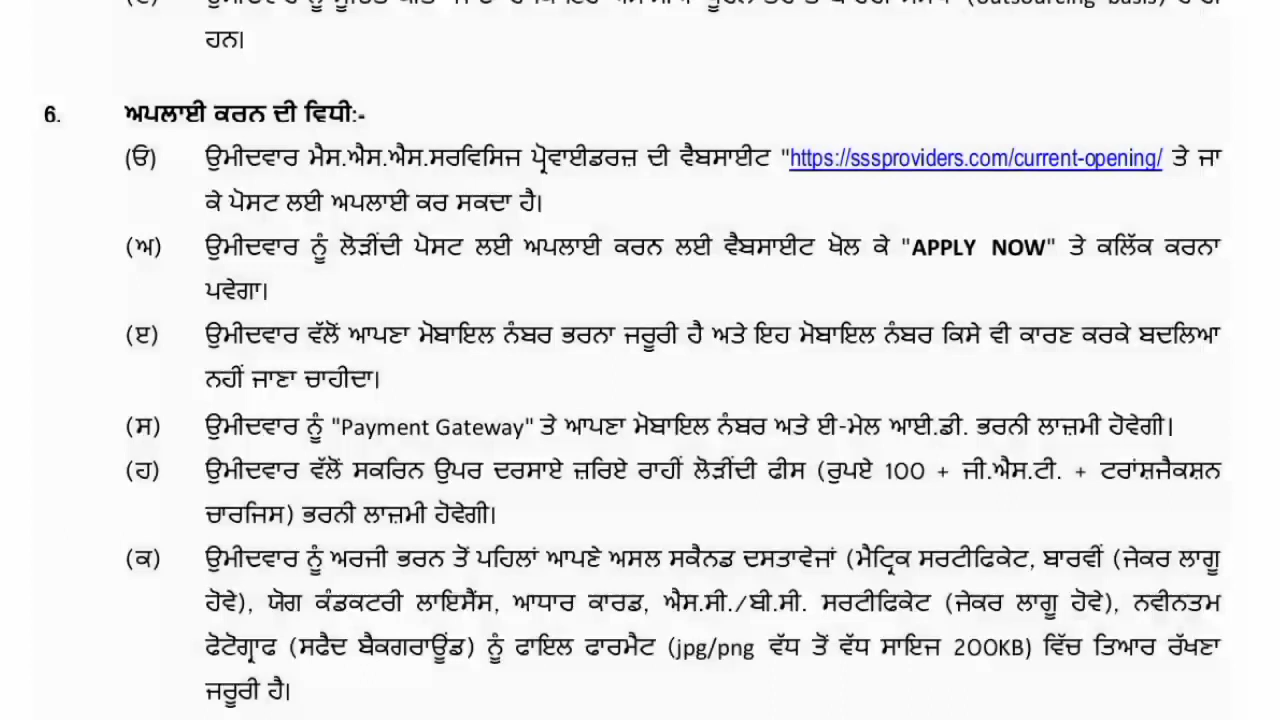 (Outsourcing basis)
ਹਨ।
6. ਅਪਲਾਈ ਕਰਨ ਦੀ ਵਿਧੀ:-
(ੳ) ਉਮੀਦਵਾਰ ਮੈਸ.ਐਸ.ਐਸ.ਐਸ.ਸਰਵਿਸਿਜ ਪ੍ਰੋਵਾਈਡਰਜ਼ ਦੀ ਵੈਬਸਾਈਟ "https://sssproviders.com/current-opening/ ਤੇ ਜਾ
ਕੇ ਪੋਸਟ ਲਈ ਅਪਲਾਈ ਕਰ ਸਕਦਾ ਹੈ।
(ਅ) ਉਮੀਦਵਾਰ ਨੂੰ ਲੋੜੀਂਦੀ ਪੋਸਟ ਲਈ ਅਪਲਾਈ ਕਰਨ ਲਈ ਵੈਬਸਾਈਟ ਖੋਲ ਕੇ "APPLY NOW" ਤੇ ਕਲਿੱਕ ਕਰਨਾ
ਪਵੇਗਾ।
(ੲ) ਉਮੀਦਵਾਰ ਵੱਲੋਂ ਆਪਣਾ ਮੋਬਾਇਲ ਨੰਬਰ ਭਰਨਾ ਜਰੂਰੀ ਹੈ ਅਤੇ ਇਹ ਮੋਬਾਇਲ ਨੰਬਰ ਕਿਸੇ ਵੀ ਕਾਰਣ ਕਰਕੇ ਬਦਲਿਆ
ਨਹੀਂ ਜਾਣਾ ਚਾਹੀਦਾ।
(ਸ) ਉਮੀਦਵਾਰ ਨੂੰ "Payment Gateway" ਤੇ ਆਪਣਾ ਮੋਬਾਇਲ ਨੰਬਰ ਅਤੇ ਈ-ਮੇਲ ਆਈ.ਡੀ. ਭਰਨੀ ਲਾਜ਼ਮੀ ਹੋਵੇਗੀ।
(ਹ) ਉਮੀਦਵਾਰ ਵੱਲੋਂ ਸਕਰਿਨ ਉਪਰ ਦਰਸਾਏ ਜ਼ਰਿਏ ਰਾਹੀਂ ਲੋੜੀਂਦੀ ਫੀਸ (ਰੁਪਏ 100 + ਜੀ.ਐਸ.ਟੀ. + ਟਰਾਂਸ਼ਜੈਕਸ਼ਨ
ਚਾਰਜਿਸ) ਭਰਨੀ ਲਾਜ਼ਮੀ ਹੋਵੇਗੀ।
(ਕ) ਉਮੀਦਵਾਰ ਨੂੰ ਅਰਜੀ ਭਰਨ ਤੋਂ ਪਹਿਲਾਂ ਆਪਣੇ ਅਸਲ ਸਕੈਨਡ ਦਸਤਾਵੇਜਾਂ (ਮੈਟ੍ਰਿਕ ਸਰਟੀਫਿਕੇਟ, ਬਾਰਵੀਂ (ਜੇਕਰ ਲਾਗੂ
ਹੋਵੇ), ਯੋਗ ਕੰਡਕਟਰੀ ਲਾਇਸੈਂਸ, ਆਧਾਰ ਕਾਰਡ, ਐਸ.ਸੀ./ਬੀ.ਸੀ. ਸਰਟੀਫਿਕੇਟ (ਜੇਕਰ ਲਾਗੂ ਹੋਵੇ), ਨਵੀਨਤਮ
ਫੋਟੋਗ੍ਰਾਫ (ਸਫੈਦ ਬੈਕਗਰਾਊਂਡ) ਨੂੰ ਫਾਇਲ ਫਾਰਮੈਟ (jpg/png ਵੱਧ ਤੋਂ ਵੱਧ ਸਾਇਜ 200KB) ਵਿੱਚ ਤਿਆਰ ਰੱਖਣਾ
ਜਰੂਰੀ ਹੈ।